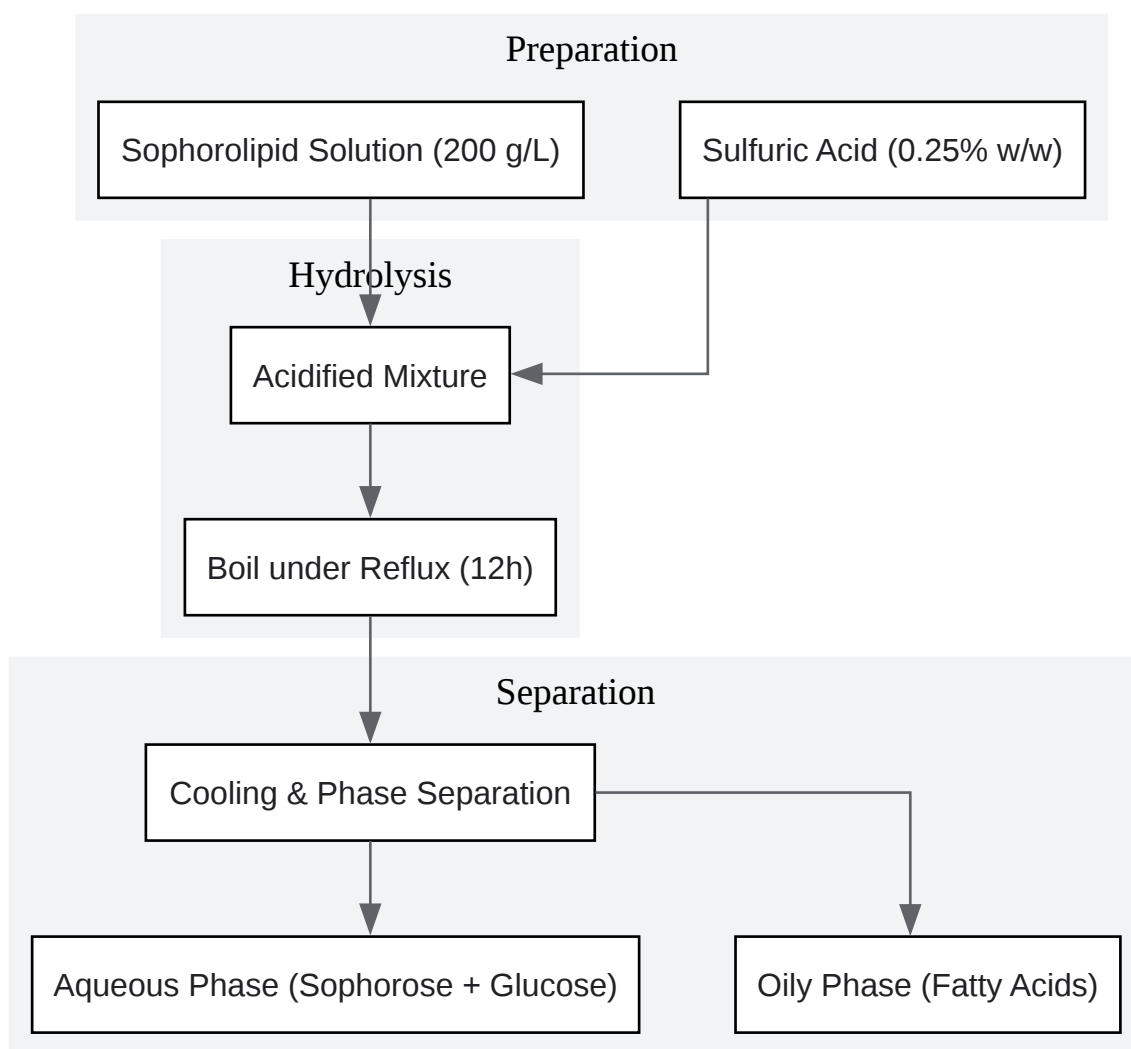 Preparation
Sophorolipid Solution (200 g/L)
Sulfuric Acid (0.25% w/w)
Hydrolysis
Acidified Mixture
Boil under Reflux (12h)
Separation
Cooling & Phase Separation
Aqueous Phase (Sophorose + Glucose)
Oily Phase (Fatty Acids)